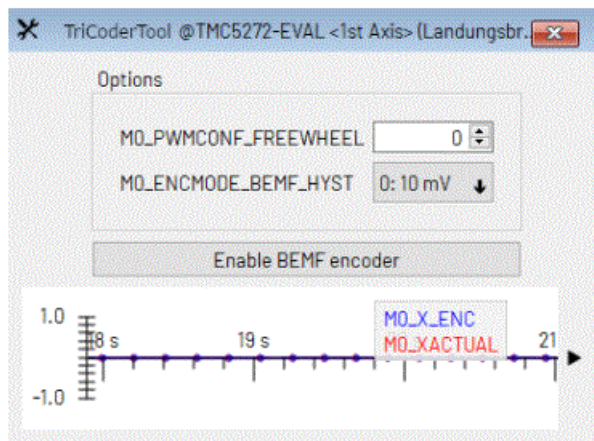 TriCoderTool @TMC5272-EVAL <1st Axis> (Landungsbr..
Options
M0_PWMCONF_FREEWHEEL 0
M0_ENCMODE_BEMF_HYST 0: 10 mV
Enable BEMF encoder
1.0
M0_X_ENC
8 s 19 s M0_XACTUAL 21
-1.0